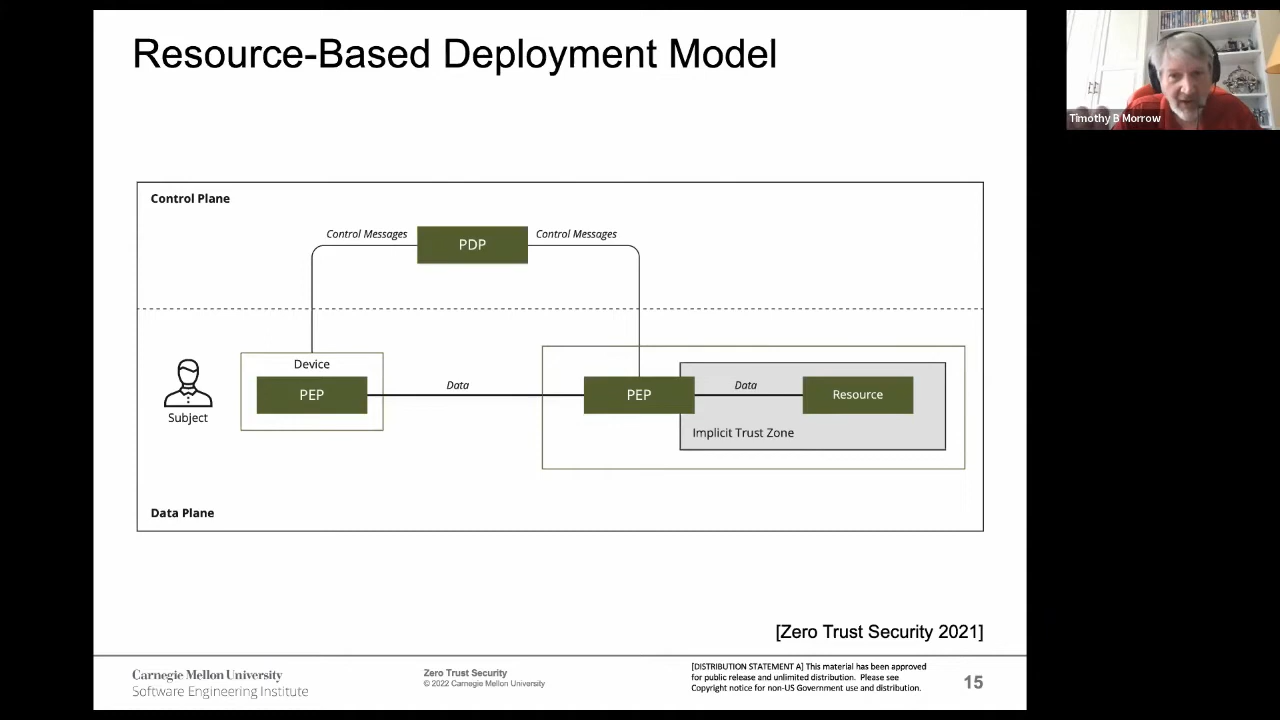 Resource-Based Deployment Model
Timothy B Morrow
Control Plane
Control Messages
PDP
Control Messages
Device
PEP
Data
PEP
Data
Resource
Subject
Implicit Trust Zone
Data Plane
[Zero Trust Security 2021]
Carnegie Mellon University
Software Engineering Institute
Zero Trust Security
© 2022 Carnegie Mellon University
[DISTRIBUTION STATEMENT A] This material has been approved
for public release and unlimited distribution. Please see
Copyright notice for non-US Government use and distribution.
15